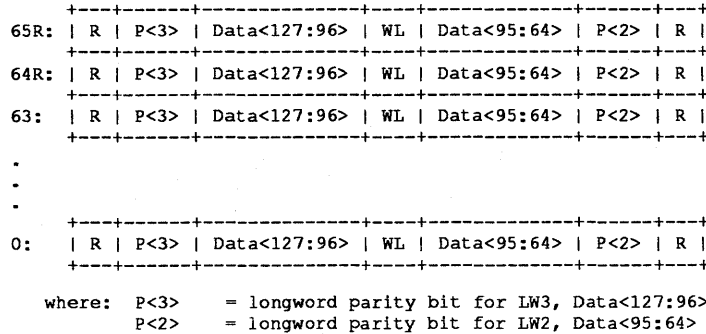 +---+------+---------------+----+--------------+------+---+
65R: | R | P<3> | Data<127:96> | WL | Data<95:64> | P<2> | R |
+---+------+---------------+----+--------------+------+---+
64R: | R | P<3> | Data<127:96> | WL | Data<95:64> | P<2> | R |
+---+------+---------------+----+--------------+------+---+
63: | R | P<3> | Data<127:96> | WL | Data<95:64> | P<2> | R |
+---+------+---------------+----+--------------+------+---+
.
.
.
+---+------+---------------+----+--------------+------+---+
0: | R | P<3> | Data<127:96> | WL | Data<95:64> | P<2> | R |
+---+------+---------------+----+--------------+------+---+
where: P<3> = longword parity bit for LW3, Data<127:96>
P<2> = longword parity bit for LW2, Data<95:64>